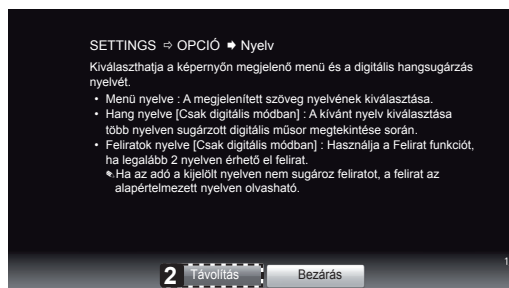 SETTINGS ⇨ OPCIÓ ➡ Nyelv
Kiválaszthatja a képernyőn megjelenő menü és a digitális hangsugárzás
nyelvét.
• Menü nyelve : A megjelenített szöveg nyelvének kiválasztása.
• Hang nyelve [Csak digitális módban] : A kívánt nyelv kiválasztása
több nyelven sugárzott digitális műsor megtekintése során.
• Feliratok nyelve [Csak digitális módban] : Használja a Felirat funkciót,
ha legalább 2 nyelven érhető el felirat.
✎Ha az adó a kijelölt nyelven nem sugároz feliratot, a felirat az
alapértelmezett nyelven olvasható.
1
2 Távolítás Bezárás